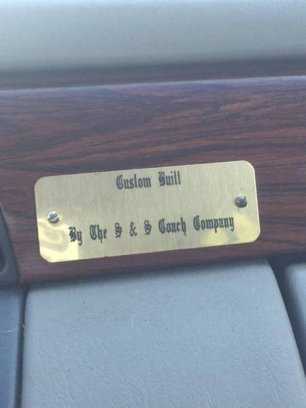 Custom Built
By The S & S Coach Company